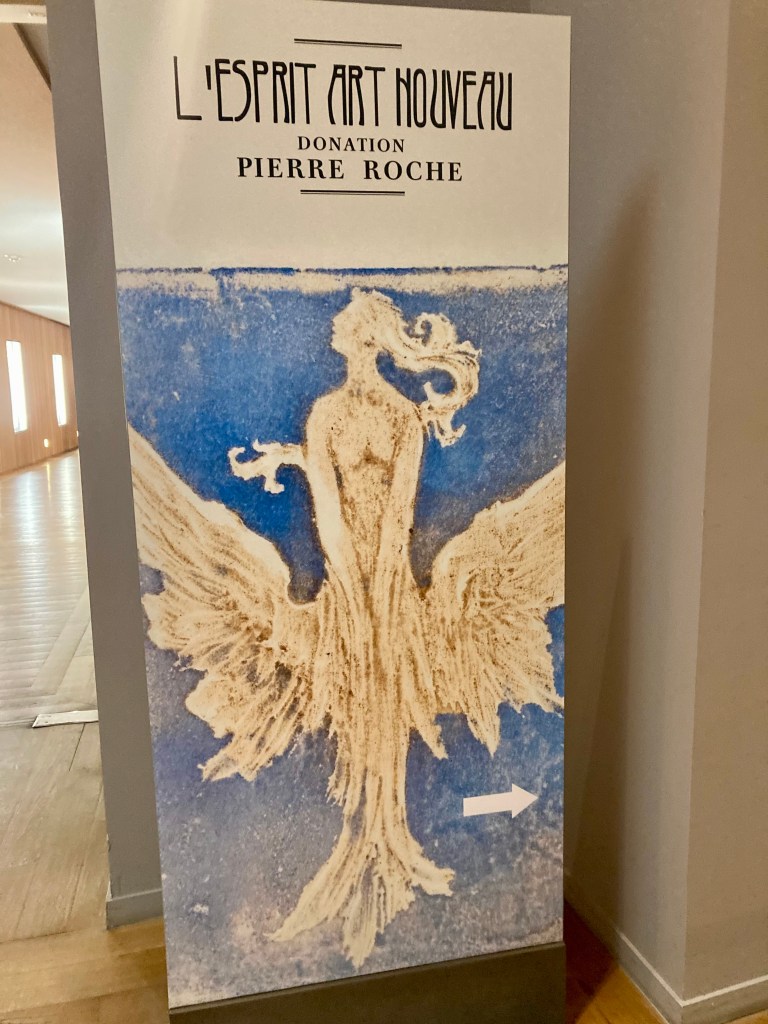 L'ESPRIT ART NOUVEAU
DONATION
PIERRE ROCHE